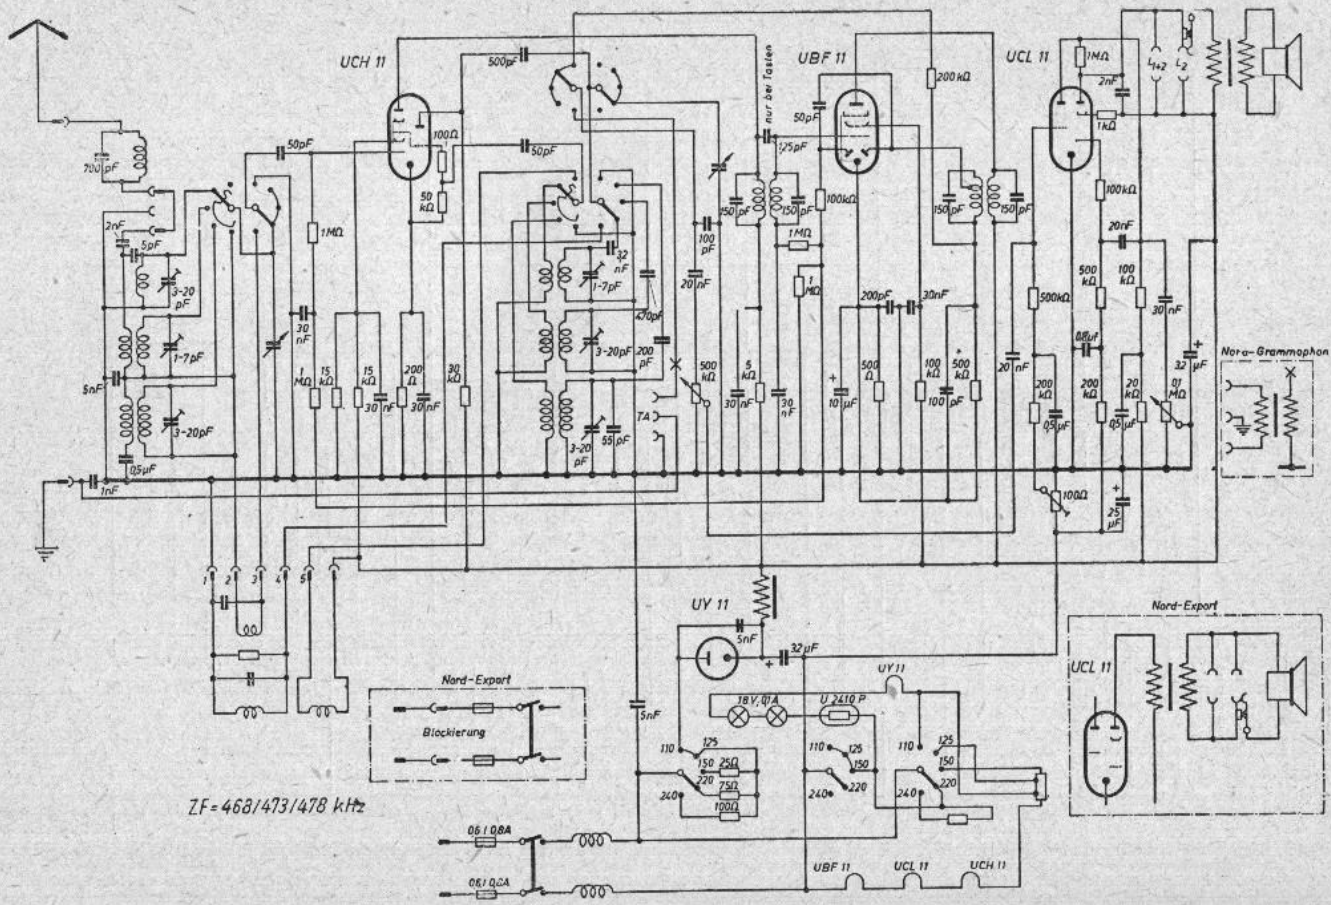 UCH 11
500pF
nur bei Tasten
UBF 11
200kΩ
UCL 11
1MΩ
2nF
L1+2
L2
1kΩ
700pF
50pF
100Ω
50
kΩ
50pF
125pF
50pF
100kΩ
150 pF
150 pF
150 pF
150 pF
100kΩ
2nF
5pF
3-20
pF
1MΩ
32
nF
1-7pF
470pF
100
pF
20 nF
1MΩ
1
MΩ
200pF
30nF
20nF
500
kΩ
100
kΩ
500kΩ
30 nF
1-7pF
30
nF
3-20pF
200
pF
5nF
1
MΩ
15
kΩ
15
kΩ
200
Ω
30
kΩ
30 nF
30nF
500
kΩ
5
kΩ
30 nF
30
nF
10 µF
500
Ω
100
kΩ
500
kΩ
100 pF
20 nF
200
kΩ
0,5µF
200
kΩ
20
kΩ
0,5
µF
0,1
MΩ
32
µF
Nora-Grammophon
3-20pF
0,5µF
3-20
pF
55
pF
TA
1nF
100Ω
25
µF
1
2
3
4
5
UY 11
5nF
32µF
Nord-Export
Blockierung
5nF
18V, 0,1A
U 2410 P
UY 11
110
125
150
25Ω
220
75Ω
240
100Ω
110
125
150
220
240
110
125
150
220
240
Nord-Export
UCL 11
ZF = 468/473/478 kHz
0,6 / 0,8A
0,6 / 0,8A
UBF 11
UCL 11
UCH 11